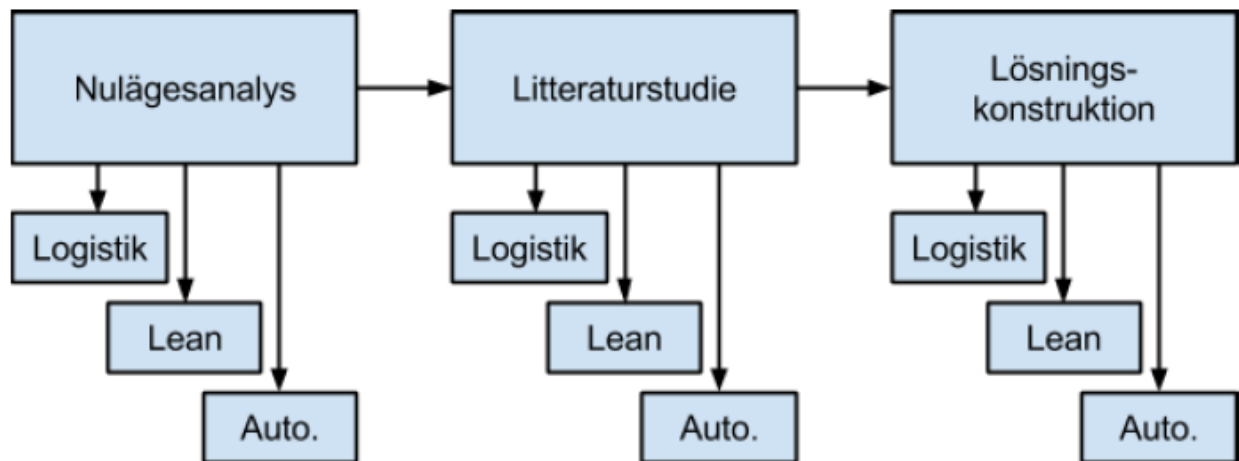 Nulägesanalys
Litteraturstudie
Lösnings-
konstruktion
Logistik
Lean
Auto.
Logistik
Lean
Auto.
Logistik
Lean
Auto.